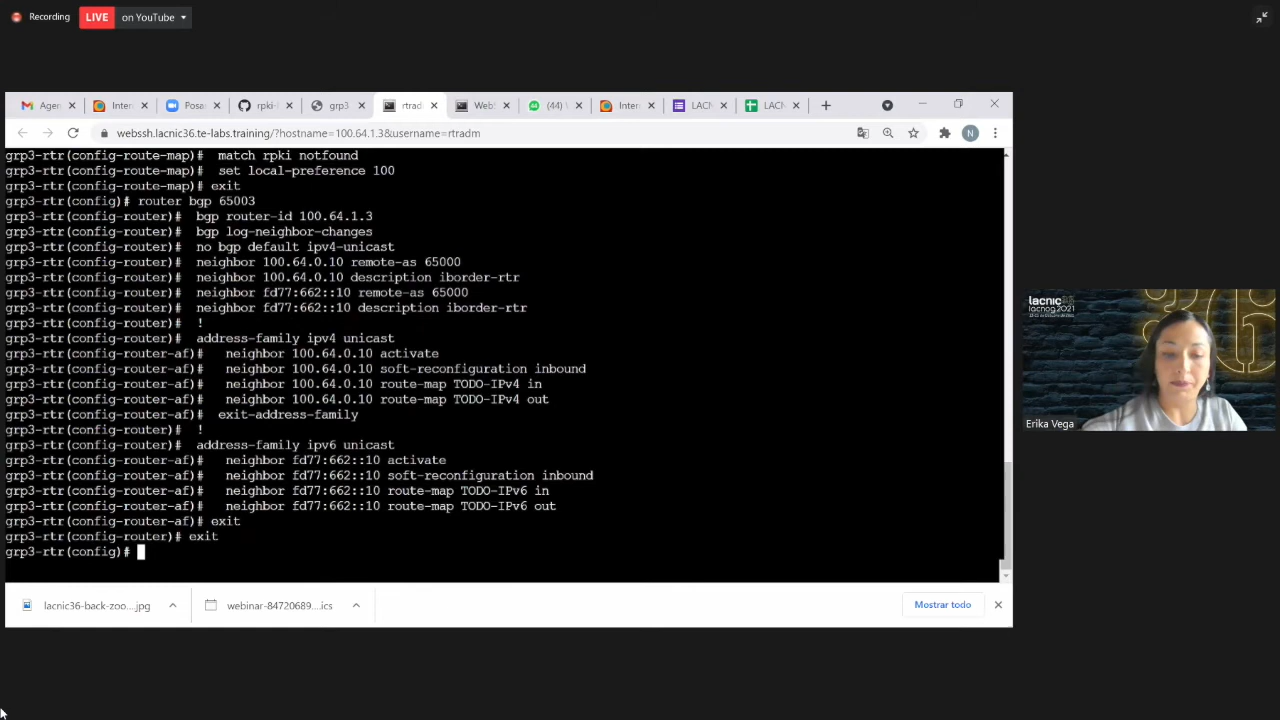 Recording
LIVE
on YouTube
Agen
Intern
Posa
rpki-
grp3
rtrad
WebS
(44)
Intern
LACN
LACN
webssh.lacnic36.te-labs.training/?hostname=100.64.1.3&username=rtradm
N
grp3-rtr(config-route-map)# match rpki notfound
grp3-rtr(config-route-map)# set local-preference 100
grp3-rtr(config-route-map)# exit
grp3-rtr(config)# router bgp 65003
grp3-rtr(config-router)# bgp router-id 100.64.1.3
grp3-rtr(config-router)# bgp log-neighbor-changes
grp3-rtr(config-router)# no bgp default ipv4-unicast
grp3-rtr(config-router)# neighbor 100.64.0.10 remote-as 65000
grp3-rtr(config-router)# neighbor 100.64.0.10 description iborder-rtr
grp3-rtr(config-router)# neighbor fd77:662::10 remote-as 65000
grp3-rtr(config-router)# neighbor fd77:662::10 description iborder-rtr
grp3-rtr(config-router)# !
grp3-rtr(config-router)# address-family ipv4 unicast
grp3-rtr(config-router-af)# neighbor 100.64.0.10 activate
grp3-rtr(config-router-af)# neighbor 100.64.0.10 soft-reconfiguration inbound
grp3-rtr(config-router-af)# neighbor 100.64.0.10 route-map TODO-IPv4 in
grp3-rtr(config-router-af)# neighbor 100.64.0.10 route-map TODO-IPv4 out
grp3-rtr(config-router-af)# exit-address-family
grp3-rtr(config-router)# !
grp3-rtr(config-router)# address-family ipv6 unicast
grp3-rtr(config-router-af)# neighbor fd77:662::10 activate
grp3-rtr(config-router-af)# neighbor fd77:662::10 soft-reconfiguration inbound
grp3-rtr(config-router-af)# neighbor fd77:662::10 route-map TODO-IPv6 in
grp3-rtr(config-router-af)# neighbor fd77:662::10 route-map TODO-IPv6 out
grp3-rtr(config-router-af)# exit
grp3-rtr(config-router)# exit
grp3-rtr(config)#
lacnic36-back-zoo....jpg
webinar-84720689....ics
Mostrar todo
lacnic36
lacnog2021
36
Erika Vega